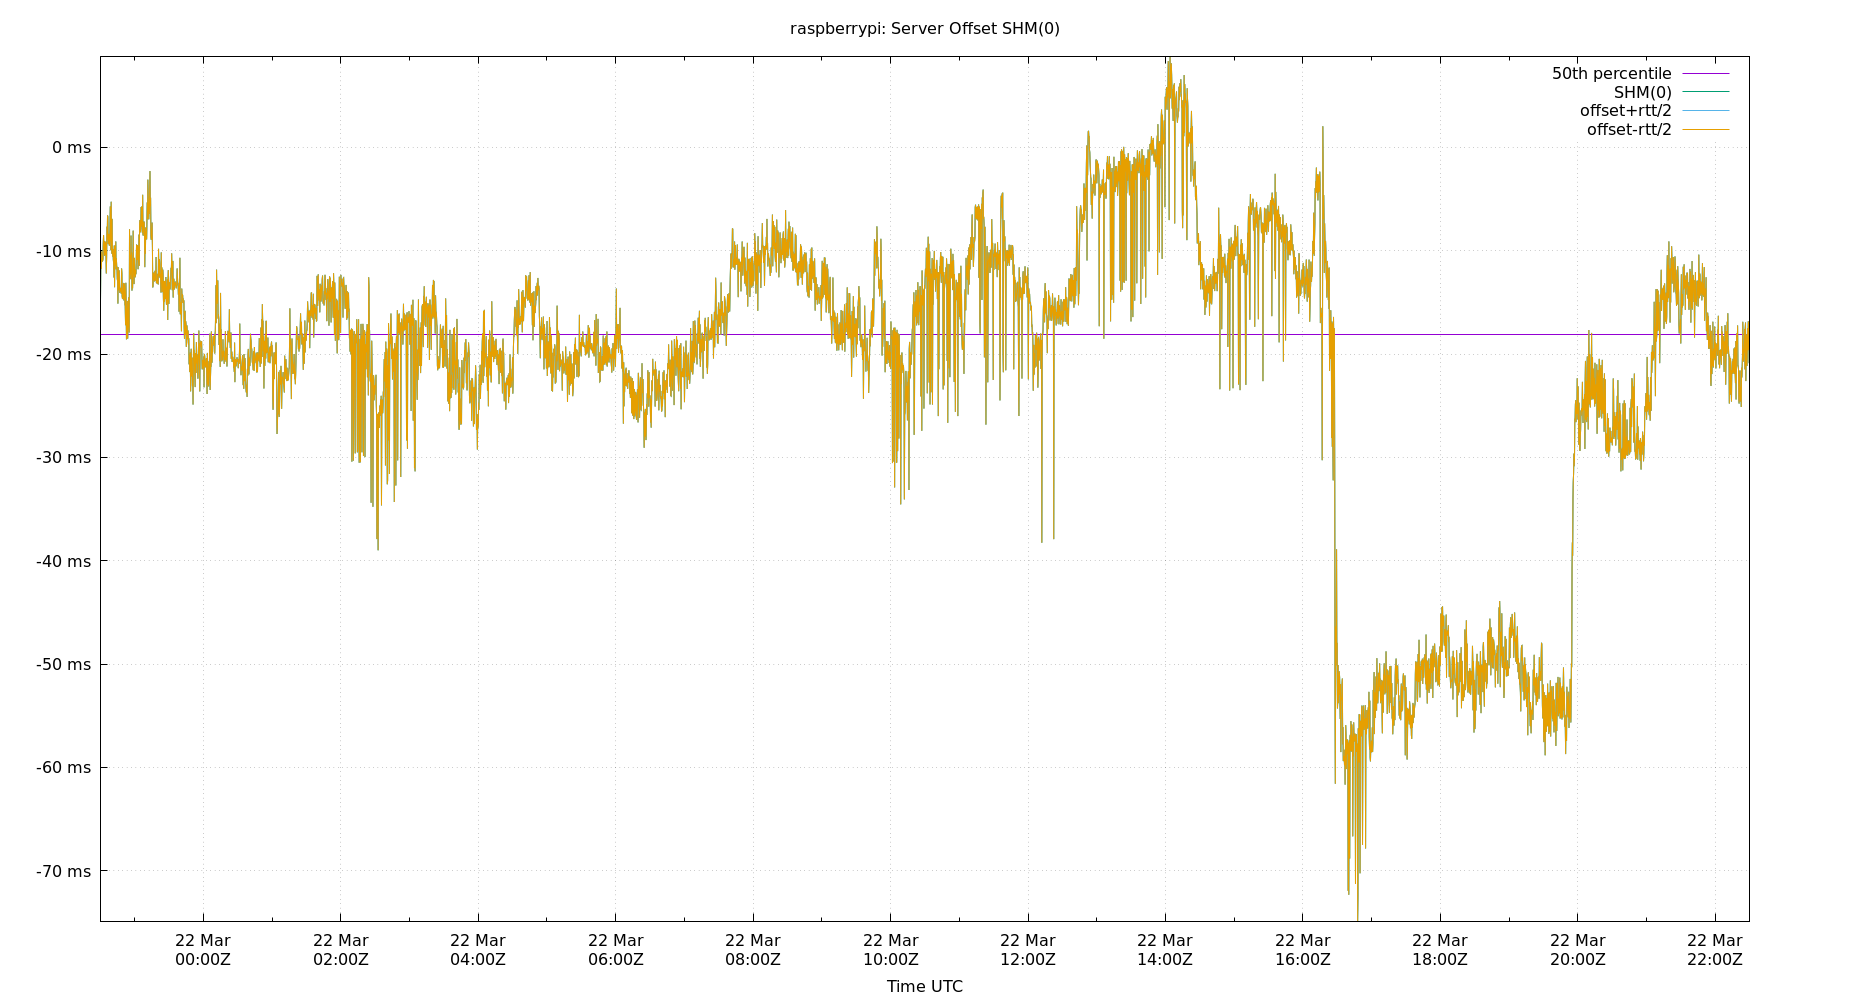 raspberrypi: Server Offset SHM(0)
50th percentile
SHM(0)
offset+rtt/2
offset-rtt/2
0 ms
-10 ms
-20 ms
-30 ms
-40 ms
-50 ms
-60 ms
-70 ms
22 Mar 22 Mar 22 Mar 22 Mar 22 Mar 22 Mar 22 Mar 22 Mar 22 Mar 22 Mar 22 Mar 22 Mar
00:00Z 02:00Z 04:00Z 06:00Z 08:00Z 10:00Z 12:00Z 14:00Z 16:00Z 18:00Z 20:00Z 22:00Z
Time UTC